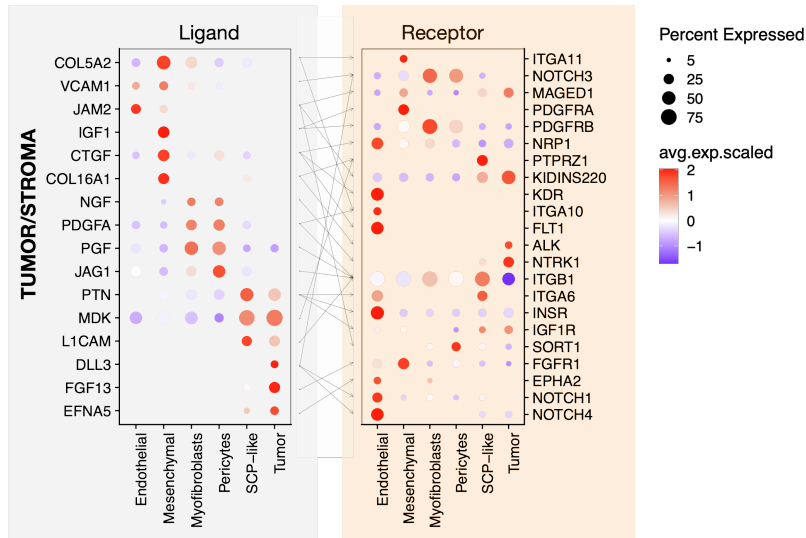 Ligand
Receptor
TUMOR/STROMA
COL5A2
VCAM1
JAM2
IGF1
CTGF
COL16A1
NGF
PDGFA
PGF
JAG1
PTN
MDK
L1CAM
DLL3
FGF13
EFNA5
Endothelial
Mesenchymal
Myofibroblasts
Pericytes
SCP-like
Tumor
ITGA11
NOTCH3
MAGED1
PDGFRA
PDGFRB
NRP1
PTPRZ1
KIDINS220
KDR
ITGA10
FLT1
ALK
NTRK1
ITGB1
ITGA6
INSR
IGF1R
SORT1
FGFR1
EPHA2
NOTCH1
NOTCH4
Endothelial
Mesenchymal
Myofibroblasts
Pericytes
SCP-like
Tumor
Percent Expressed
5
25
50
75
avg.exp.scaled
2
1
0
−1